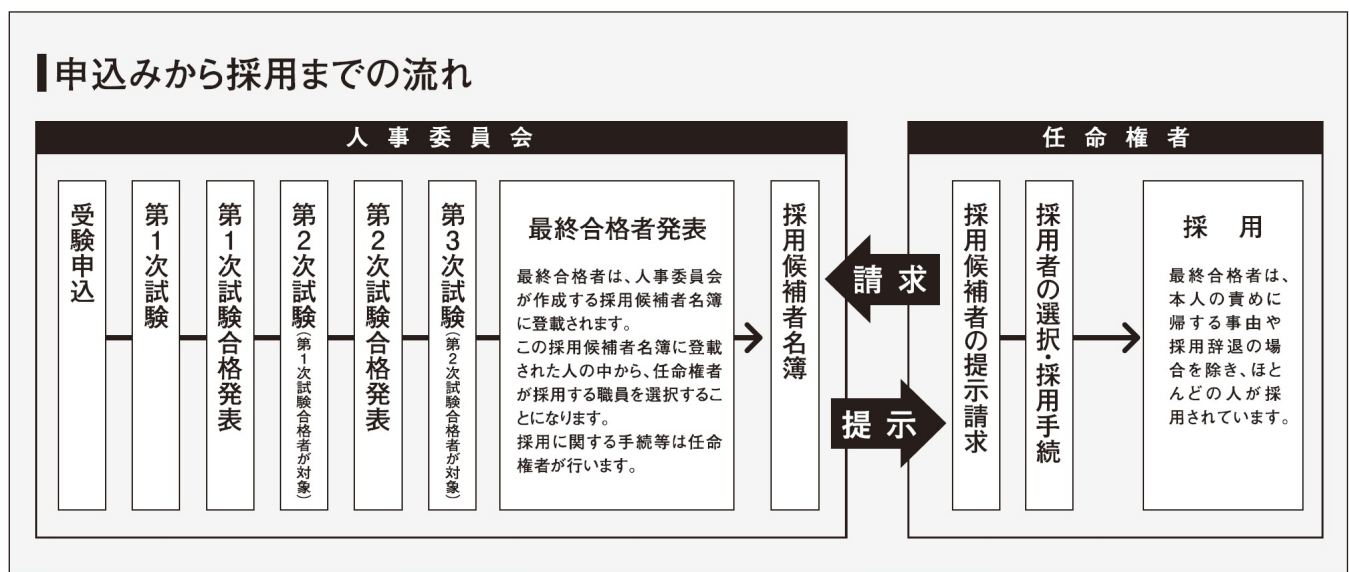 申込みから採用までの流れ
人事委員会
受験申込
第1次試験
第1次試験合格発表
第2次試験(第1次試験合格者が対象)
第2次試験合格発表
第3次試験(第2次試験合格者が対象)
最終合格者発表
最終合格者は、人事委員会
が作成する採用候補者名簿
に登載されます。
この採用候補者名簿に登載
された人の中から、任命権者
が採用する職員を選択するこ
とになります。
採用に関する手続等は任命
権者が行います。
採用候補者名簿
請求
提示
任命権者
採用候補者の提示請求
採用者の選択・採用手続
採用
最終合格者は、
本人の責めに
帰する事由や
採用辞退の場
合を除き、ほと
んどの人が採
用されています。